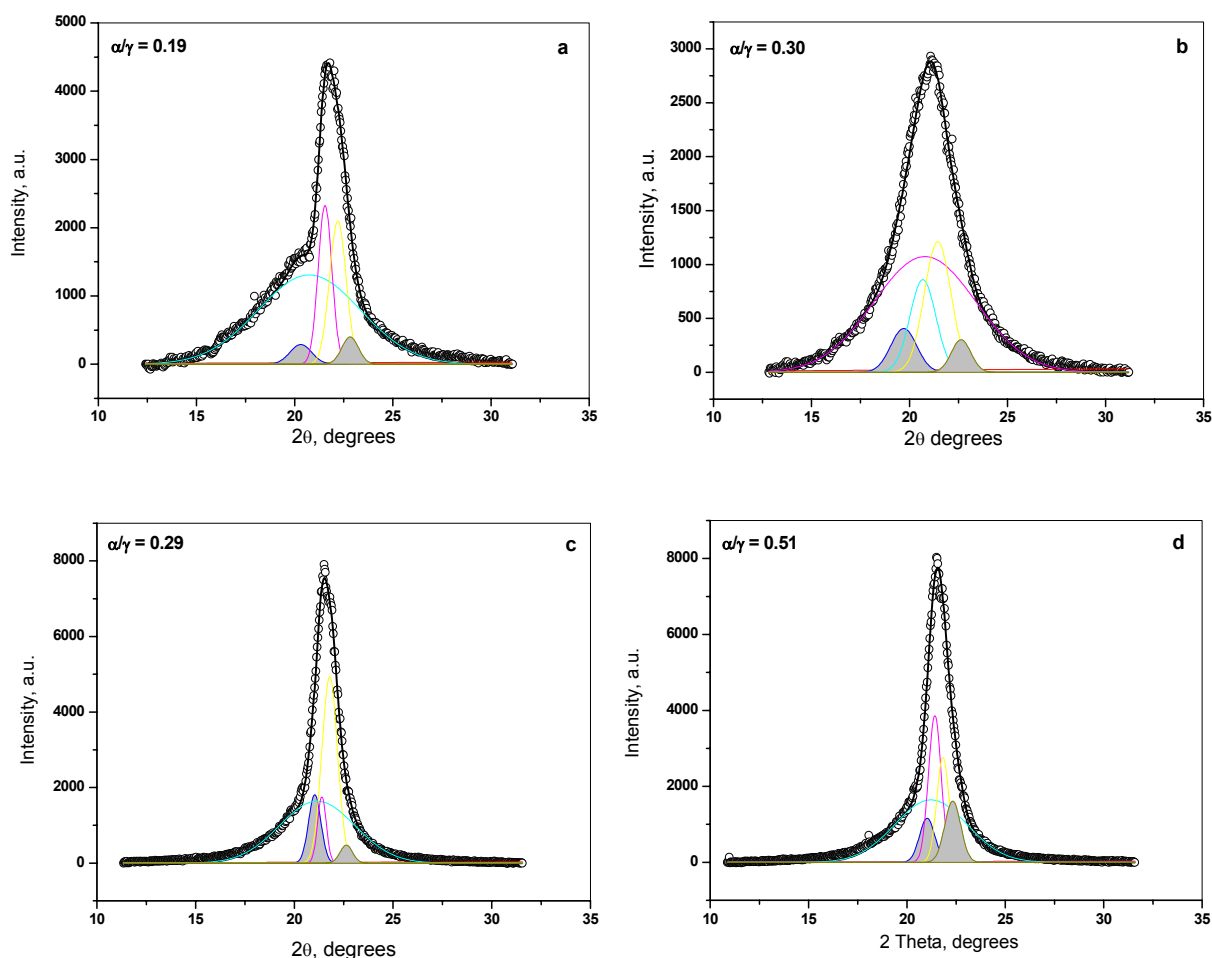 α/γ = 0.19
a
5000
4000
3000
2000
1000
0
Intensity, a.u.
10 15 20 25 30 35
2θ, degrees
α/γ = 0.30
b
3000
2500
2000
1500
1000
500
0
Intensity, a.u.
10 15 20 25 30 35
2θ degrees
α/γ = 0.29
c
8000
6000
4000
2000
0
Intensity, a.u.
10 15 20 25 30 35
2θ, degrees
α/γ = 0.51
d
8000
6000
4000
2000
0
Intensity, a.u.
10 15 20 25 30 35
2 Theta, degrees